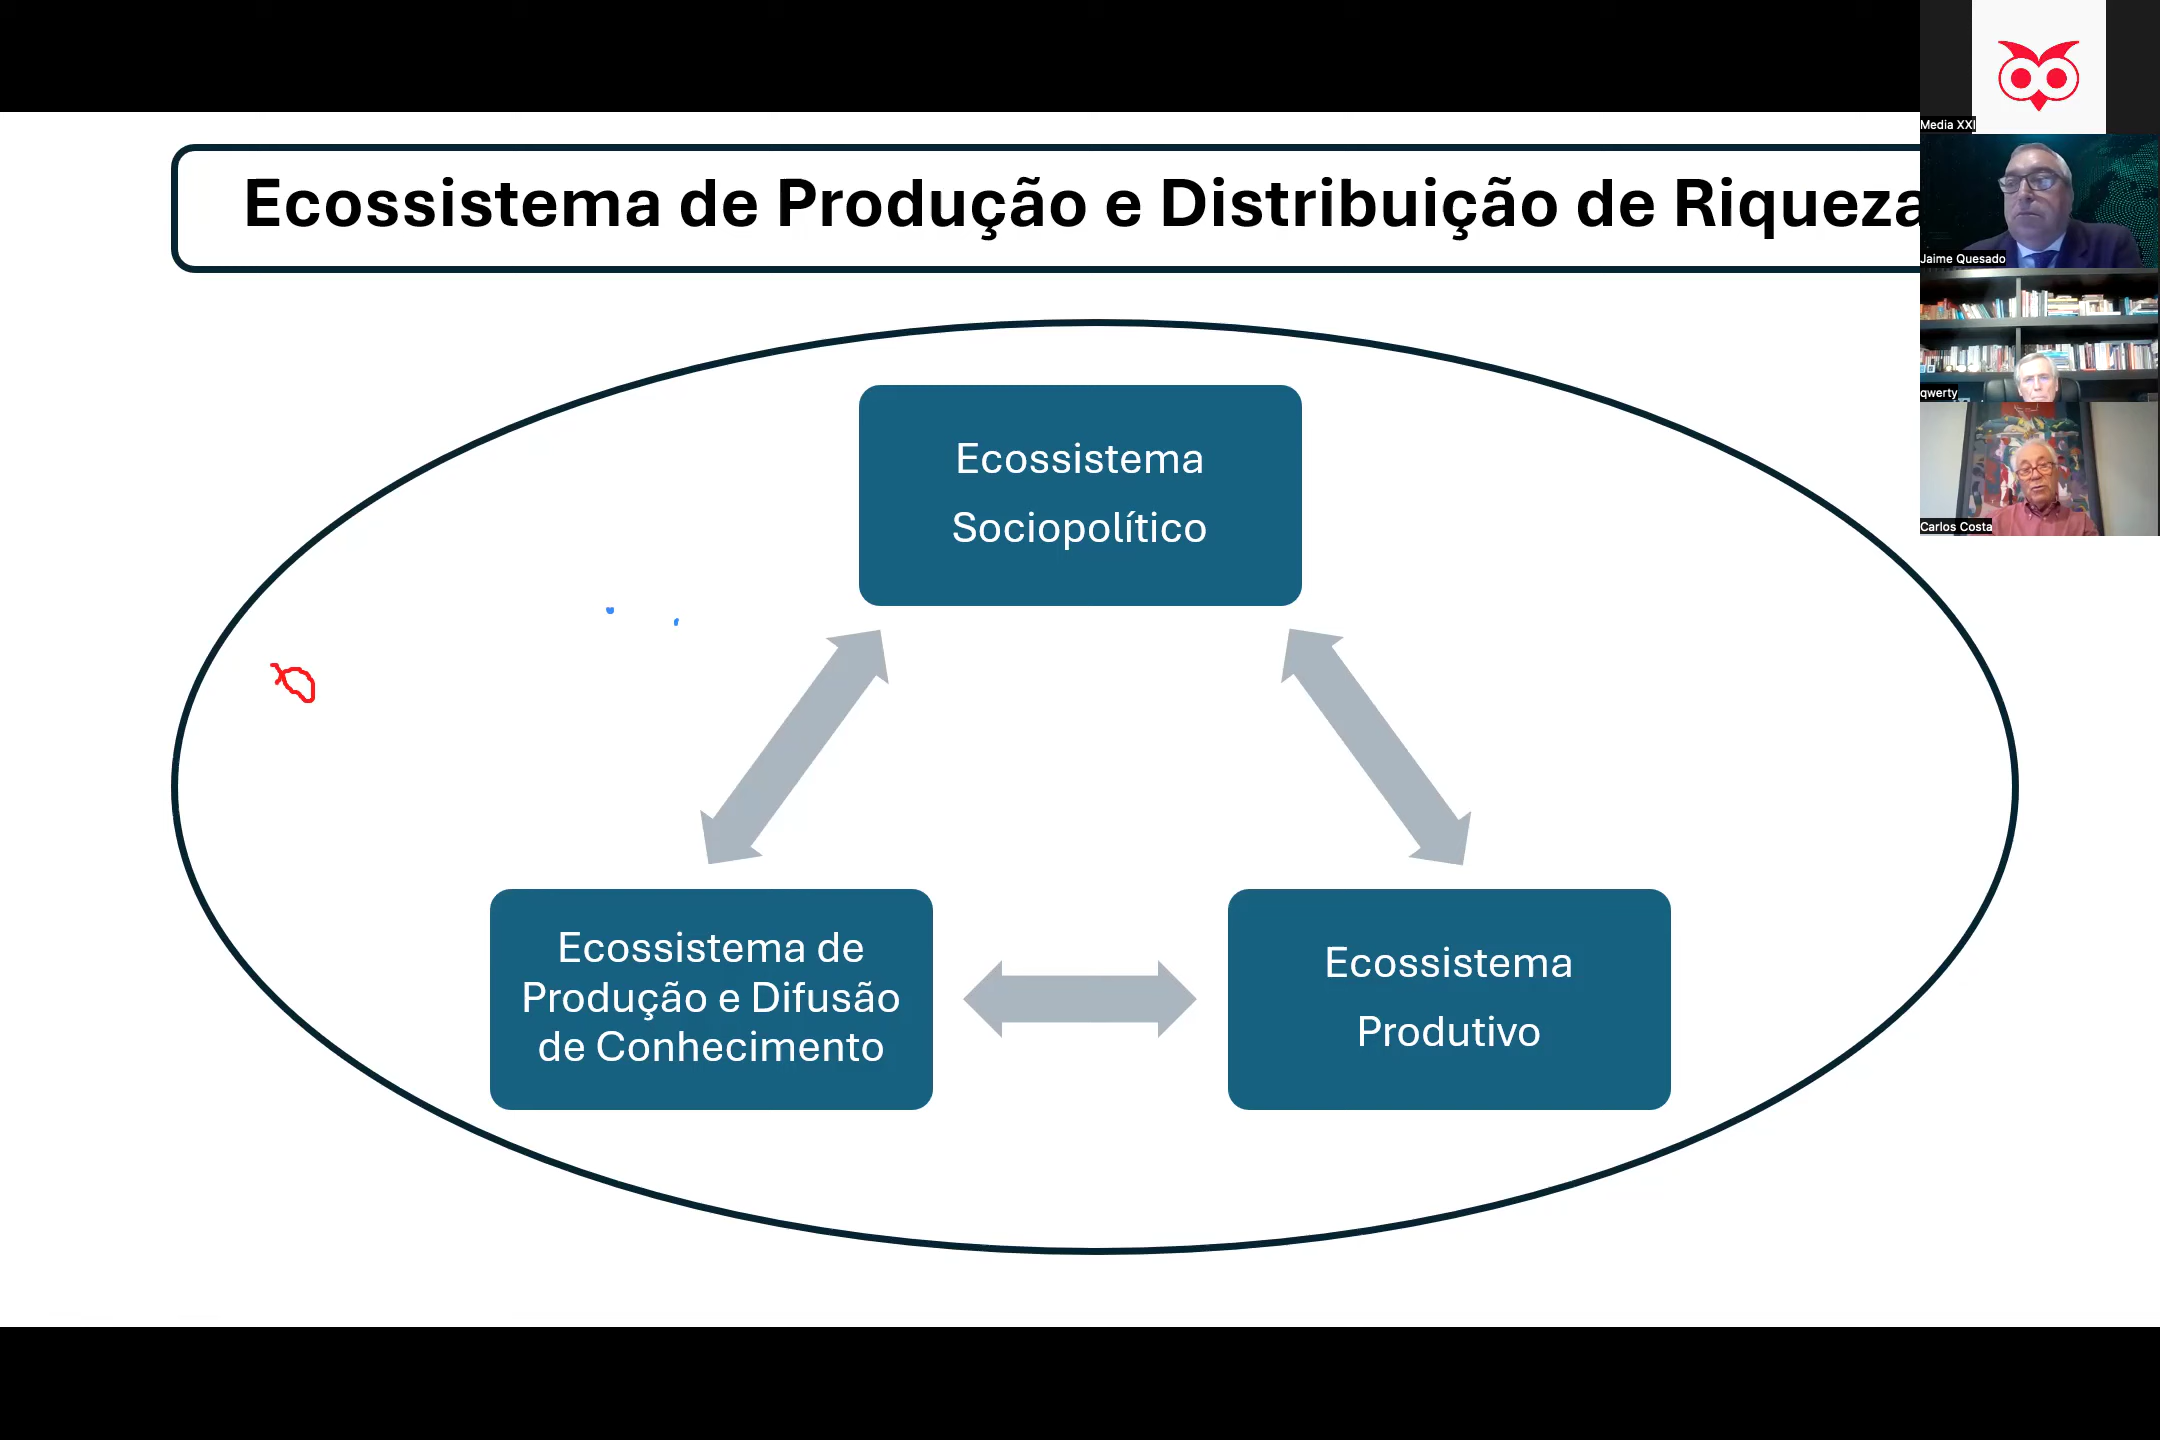 Ecossistema de Produção e Distribuição de Riqueza
Media XXI
Jaime Quesado
qwerty
Carlos Costa
Ecossistema
Sociopolítico
Ecossistema de
Produção e Difusão
de Conhecimento
Ecossistema
Produtivo